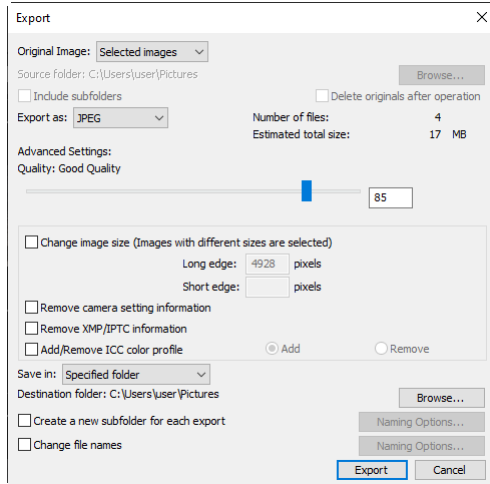 Export
Original Image: Selected images
Source folder: C:\Users\user\Pictures Browse...
Include subfolders Delete originals after operation
Export as: JPEG Number of files: 4
Estimated total size: 17 MB
Advanced Settings:
Quality: Good Quality
85
Change image size (Images with different sizes are selected)
Long edge: 4928 pixels
Short edge: pixels
Remove camera setting information
Remove XMP/IPTC information
Add/Remove ICC color profile Add Remove
Save in: Specified folder
Destination folder: C:\Users\user\Pictures Browse...
Create a new subfolder for each export Naming Options...
Change file names Naming Options...
Export Cancel